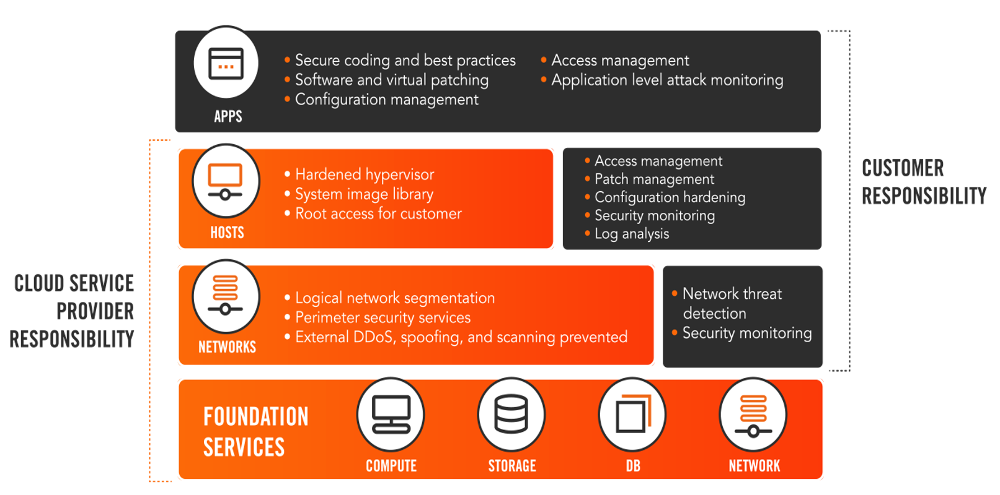 • Secure coding and best practices
• Software and virtual patching
• Configuration management
• Access management
• Application level attack monitoring
APPS
• Hardened hypervisor
• System image library
• Root access for customer
HOSTS
• Access management
• Patch management
• Configuration hardening
• Security monitoring
• Log analysis
CUSTOMER
RESPONSIBILITY
CLOUD SERVICE
PROVIDER
RESPONSIBILITY
• Logical network segmentation
• Perimeter security services
• External DDoS, spoofing, and scanning prevented
NETWORKS
• Network threat
detection
• Security monitoring
FOUNDATION
SERVICES
COMPUTE
STORAGE
DB
NETWORK